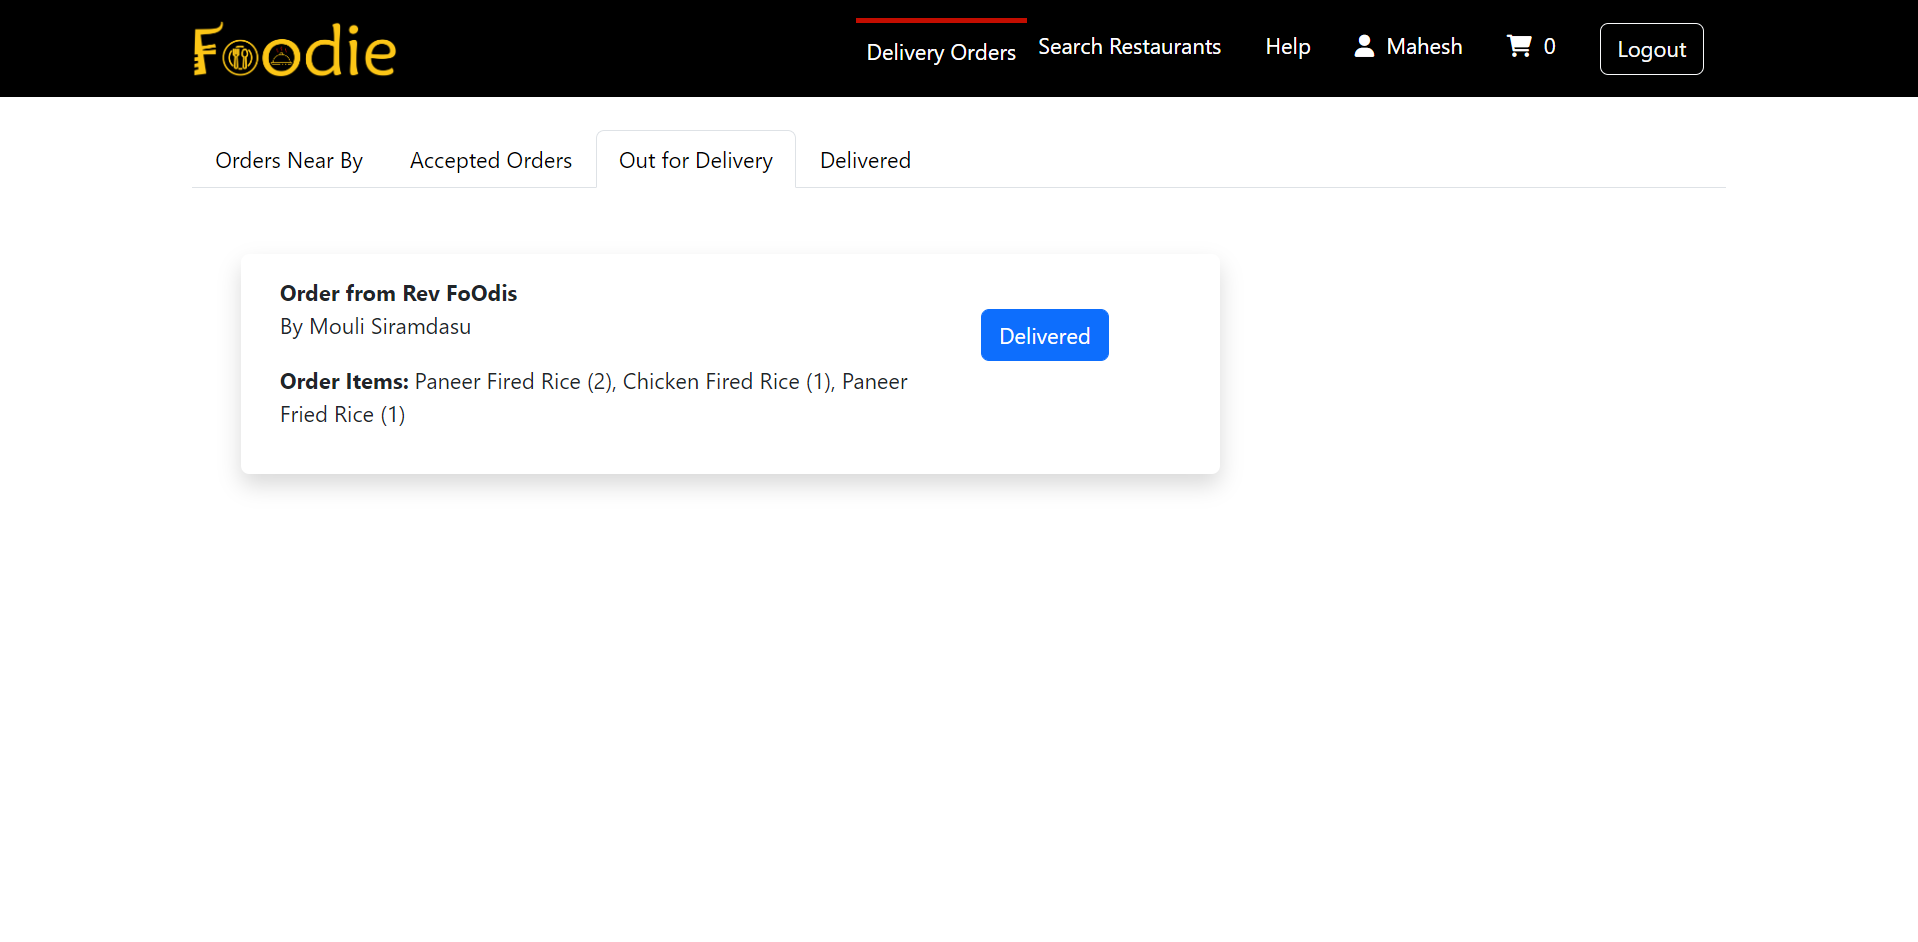 Foodie
Delivery Orders
Search Restaurants
Help
Mahesh
0
Logout
Orders Near By
Accepted Orders
Out for Delivery
Delivered
Order from Rev FoOdis
By Mouli Siramdasu
Delivered
Order Items: Paneer Fired Rice (2), Chicken Fired Rice (1), Paneer
Fried Rice (1)